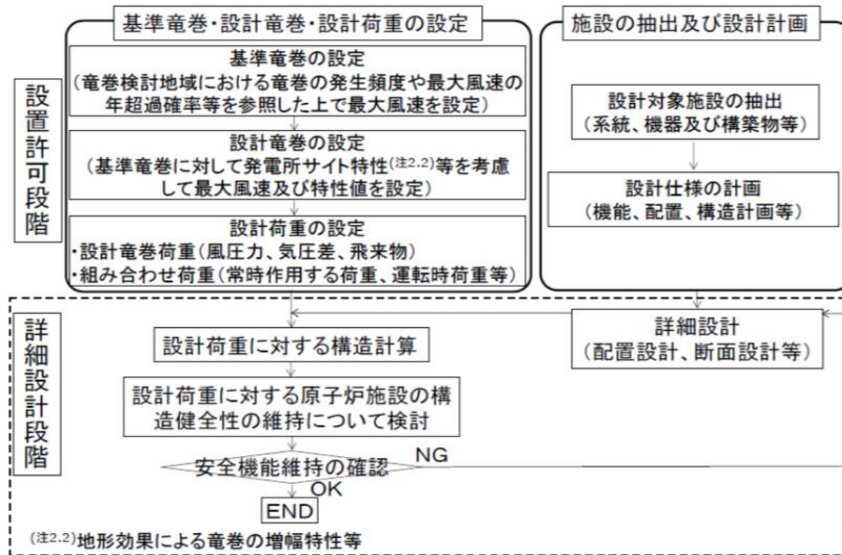 基準竜巻・設計竜巻・設計荷重の設定
基準竜巻の設定
(竜巻検討地域における竜巻の発生頻度や最大風速の
年超過確率等を参照した上で最大風速を設定)
設計竜巻の設定
(基準竜巻に対して発電所サイト特性(注2.2)等を考慮
して最大風速及び特性値を設定)
設計荷重の設定
・設計竜巻荷重(風圧力、気圧差、飛来物)
・組み合わせ荷重(常時作用する荷重、運転時荷重等)
施設の抽出及び設計計画
設計対象施設の抽出
(系統、機器及び構築物等)
設計仕様の計画
(機能、配置、構造計画等)
設置許可段階
詳細設計段階
設計荷重に対する構造計算
詳細設計
(配置設計、断面設計等)
設計荷重に対する原子炉施設の構
造健全性の維持について検討
安全機能維持の確認
NG
OK
END
(注2.2)地形効果による竜巻の増幅特性等